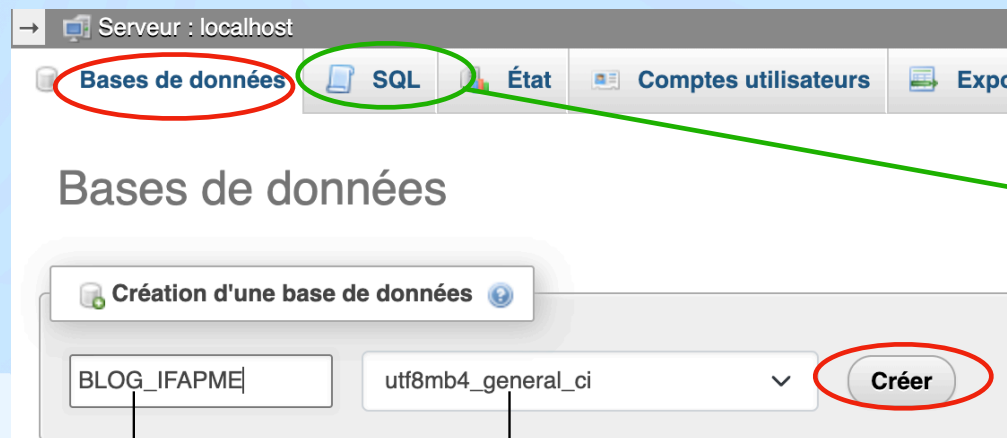 → Serveur : localhost
Bases de données SQL État Comptes utilisateurs
Bases de données
Création d'une base de données
BLOG_IFAPME utf8mb4_general_ci Créer